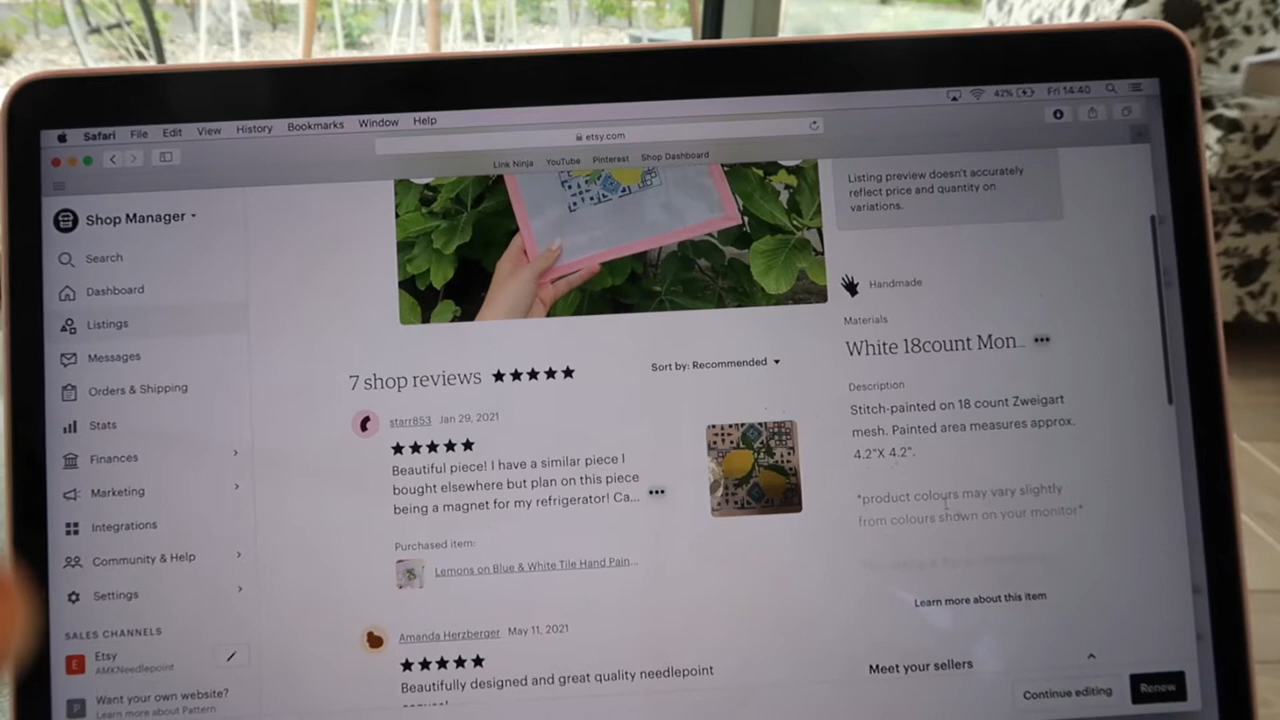 Safari File Edit View History Bookmarks Window Help
42% Fri 14:40
etsy.com
Link Ninja YouTube Pinterest Shop Dashboard
Shop Manager
Search
Dashboard
Listings
Messages
Orders & Shipping
Stats
Finances
Marketing
Integrations
Community & Help
Settings
SALES CHANNELS
E
Etsy
AMKNeedlepoint
P
Want your own website?
Learn more about Pattern
7 shop reviews
Sort by: Recommended
starr853 Jan 29, 2021
Beautiful piece! I have a similar piece I
bought elsewhere but plan on this piece
being a magnet for my refrigerator! Ca...
Purchased item:
Lemons on Blue & White Tile Hand Pain...
Amanda Herzberger May 11, 2021
Beautifully designed and great quality needlepoint
Listing preview doesn't accurately
reflect price and quantity on
variations.
Handmade
Materials
White 18count Mon...
Description
Stitch-painted on 18 count Zweigart
mesh. Painted area measures approx.
4.2"X 4.2".
*product colours may vary slightly
from colours shown on your monitor*
Learn more about this item
Meet your sellers
Continue editing
Renew